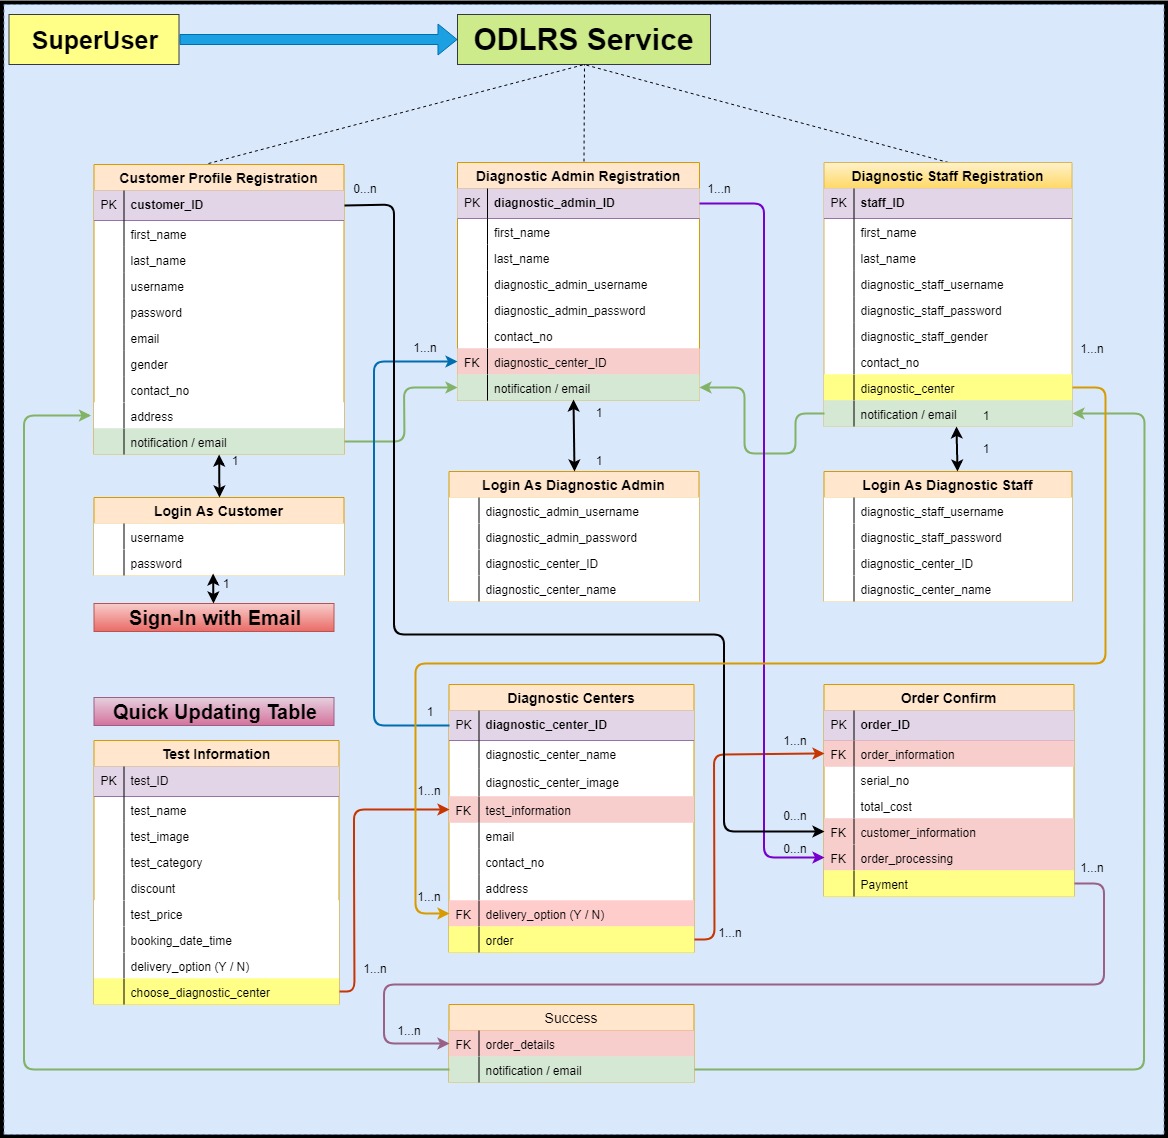 SuperUser
ODLRS Service
Customer Profile Registration
PK customer_ID
first_name
last_name
username
password
email
gender
contact_no
address
notification / email
0...n
Diagnostic Admin Registration
PK diagnostic_admin_ID
first_name
last_name
diagnostic_admin_username
diagnostic_admin_password
contact_no
FK diagnostic_center_ID
notification / email
1...n
1...n
Diagnostic Staff Registration
PK staff_ID
first_name
last_name
diagnostic_staff_username
diagnostic_staff_password
diagnostic_staff_gender
contact_no
diagnostic_center
notification / email
1...n
1
1
1
1
1
Login As Customer
username
password
1
Sign-In with Email
Login As Diagnostic Admin
diagnostic_admin_username
diagnostic_admin_password
diagnostic_center_ID
diagnostic_center_name
Login As Diagnostic Staff
diagnostic_staff_username
diagnostic_staff_password
diagnostic_center_ID
diagnostic_center_name
Quick Updating Table
Test Information
PK test_ID
test_name
test_image
test_category
discount
test_price
booking_date_time
delivery_option (Y / N)
choose_diagnostic_center
1...n
Diagnostic Centers
1
PK diagnostic_center_ID
diagnostic_center_name
diagnostic_center_image
1...n
FK test_information
email
contact_no
address
1...n
FK delivery_option (Y / N)
order
1...n
Order Confirm
PK order_ID
1...n
FK order_information
serial_no
total_cost
0...n
FK customer_information
0...n
FK order_processing
Payment
1...n
Success
1...n
FK order_details
notification / email